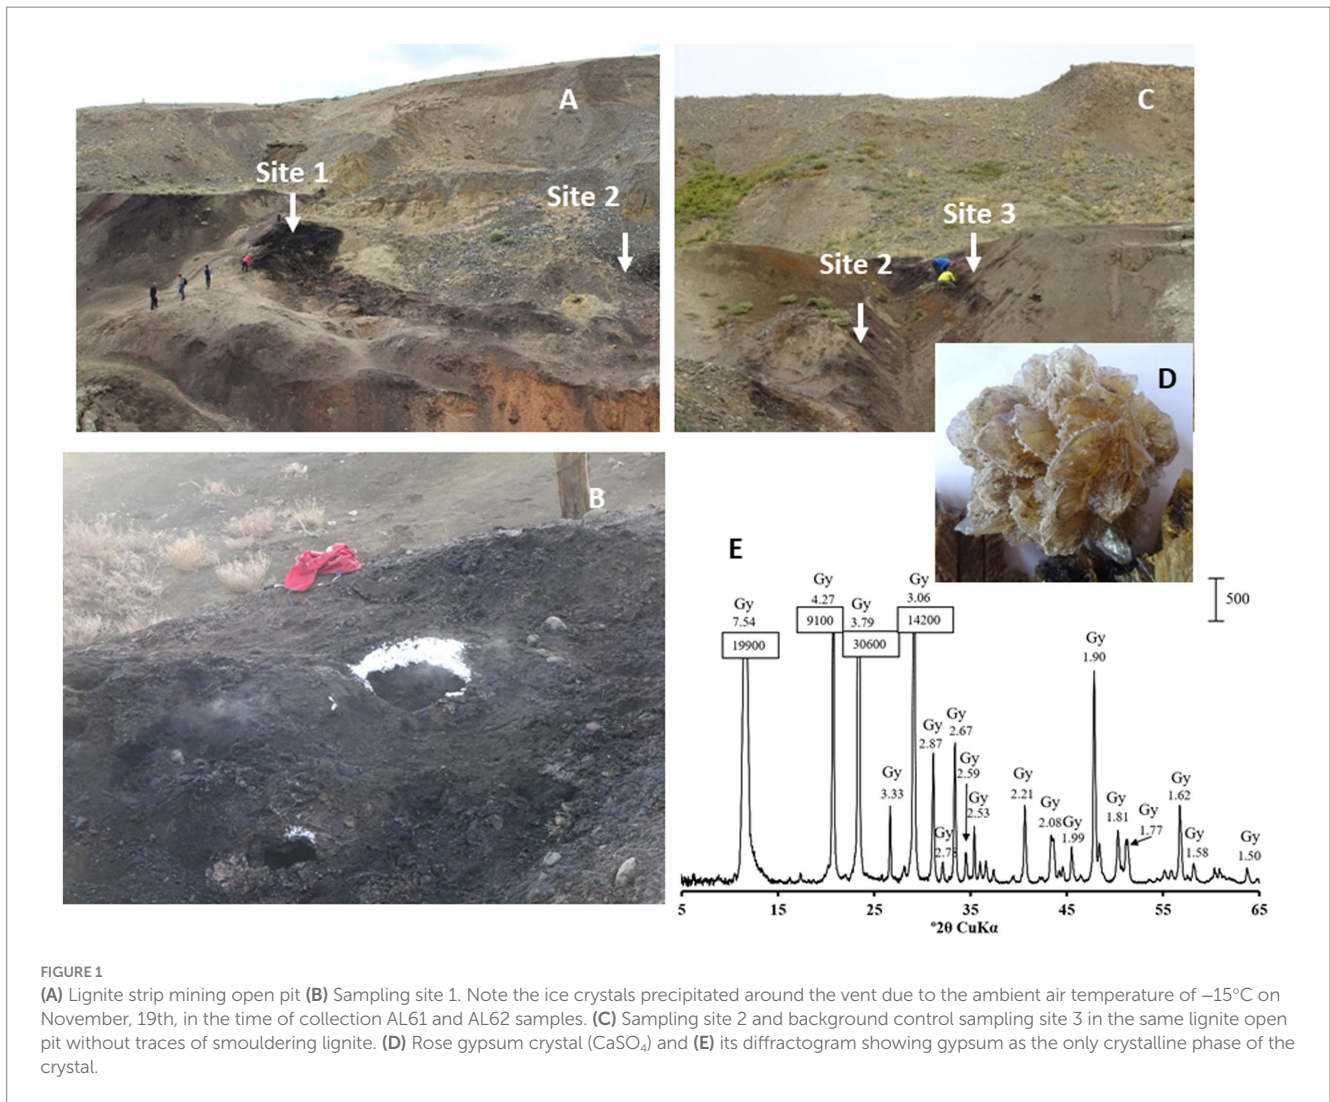 A
Site 1
Site 2
C
Site 3
Site 2
D
B
E
500
Gy
7.54
19900
Gy
4.27
9100
Gy
3.79
30600
Gy
3.06
14200
Gy
3.33
Gy
2.87
2.78
Gy
2.67
Gy
2.59
Gy
2.53
Gy
2.21
Gy
2.08
Gy
1.99
Gy
1.90
Gy
1.81
Gy
1.77
Gy
1.62
Gy
1.58
Gy
1.50
5 15 25 35 45 55 65
°2θ CuKα
FIGURE 1
(A) Lignite strip mining open pit (B) Sampling site 1. Note the ice crystals precipitated around the vent due to the ambient air temperature of −15°C on
November, 19th, in the time of collection AL61 and AL62 samples. (C) Sampling site 2 and background control sampling site 3 in the same lignite open
pit without traces of smouldering lignite. (D) Rose gypsum crystal (CaSO₄) and (E) its diffractogram showing gypsum as the only crystalline phase of the
crystal.